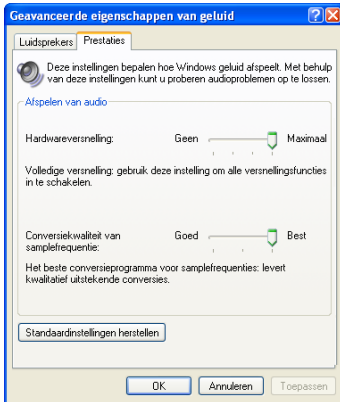 Geavanceerde eigenschappen van geluid
Luidsprekers Prestaties
Deze instellingen bepalen hoe Windows geluid afspeelt. Met behulp
van deze instellingen kunt u proberen audioproblemen op te lossen.
Afspelen van audio
Hardwareversnelling: Geen Maximaal
Volledige versnelling: gebruik deze instelling om alle versnellingsfuncties
in te schakelen.
Conversiekwaliteit van
samplefrequentie: Goed Best
Het beste conversieprogramma voor samplefrequenties: levert
kwalitatief uitstekende conversies.
Standaardinstellingen herstellen
OK Annuleren Toepassen